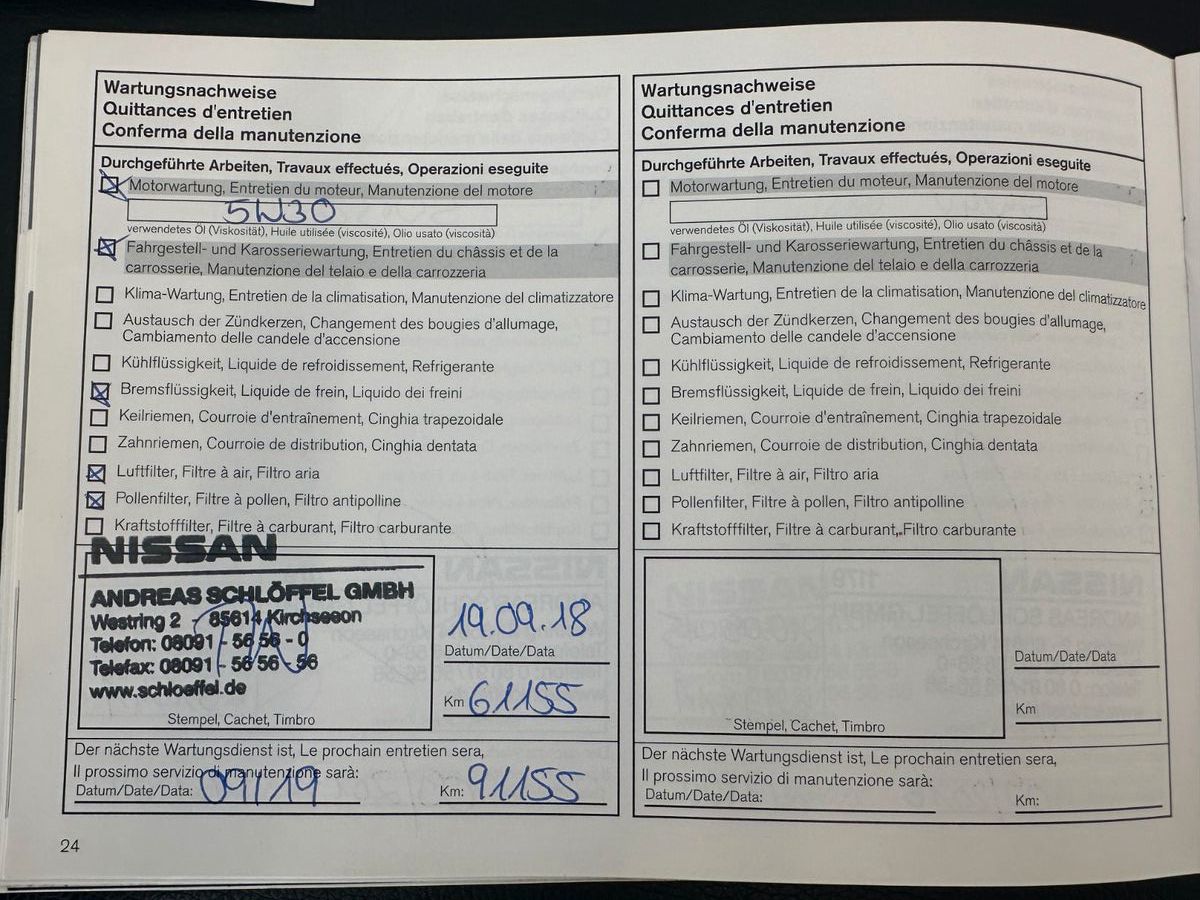 Wartungsnachweise
Quittances d'entretien
Conferma della manutenzione
Durchgeführte Arbeiten, Travaux effectués, Operazioni eseguite
Motorwartung, Entretien du moteur, Manutenzione del motore
5W30
verwendetes Öl (Viskosität), Huile utilisée (viscosité), Olio usato (viscosità)
Fahrgestell- und Karosseriewartung, Entretien du châssis et de la
carrosserie, Manutenzione del telaio e della carrozzeria
Klima-Wartung, Entretien de la climatisation, Manutenzione del climatizzatore
Austausch der Zündkerzen, Changement des bougies d'allumage,
Cambiamento delle candele d'accensione
Kühlflüssigkeit, Liquide de refroidissement, Refrigerante
Bremsflüssigkeit, Liquide de frein, Liquido dei freini
Keilriemen, Courroie d'entraînement, Cinghia trapezoidale
Zahnriemen, Courroie de distribution, Cinghia dentata
Luftfilter, Filtre à air, Filtro aria
Pollenfilter, Filtre à pollen, Filtro antipolline
Kraftstofffilter, Filtre à carburant, Filtro carburante
NISSAN
ANDREAS SCHLÖFFEL GMBH
Westring 2 - 85614 Kirchseeon
Telefon: 08091 - 56 56 - 0
Telefax: 08091 - 56 56 - 56
www.schloeffel.de
Stempel, Cachet, Timbro
19.09.18
Datum/Date/Data
Km 61155
Der nächste Wartungsdienst ist, Le prochain entretien sera,
Il prossimo servizio di manutenzione sarà:
Datum/Date/Data: 09/19 Km: 91155
24
Wartungsnachweise
Quittances d'entretien
Conferma della manutenzione
Durchgeführte Arbeiten, Travaux effectués, Operazioni eseguite
Motorwartung, Entretien du moteur, Manutenzione del motore
verwendetes Öl (Viskosität), Huile utilisée (viscosité), Olio usato (viscosità)
Fahrgestell- und Karosseriewartung, Entretien du châssis et de la
carrosserie, Manutenzione del telaio e della carrozzeria
Klima-Wartung, Entretien de la climatisation, Manutenzione del climatizzatore
Austausch der Zündkerzen, Changement des bougies d'allumage,
Cambiamento delle candele d'accensione
Kühlflüssigkeit, Liquide de refroidissement, Refrigerante
Bremsflüssigkeit, Liquide de frein, Liquido dei freini
Keilriemen, Courroie d'entraînement, Cinghia trapezoidale
Zahnriemen, Courroie de distribution, Cinghia dentata
Luftfilter, Filtre à air, Filtro aria
Pollenfilter, Filtre à pollen, Filtro antipolline
Kraftstofffilter, Filtre à carburant, Filtro carburante
Stempel, Cachet, Timbro
Datum/Date/Data
Km
Der nächste Wartungsdienst ist, Le prochain entretien sera,
Il prossimo servizio di manutenzione sarà:
Datum/Date/Data: Km: